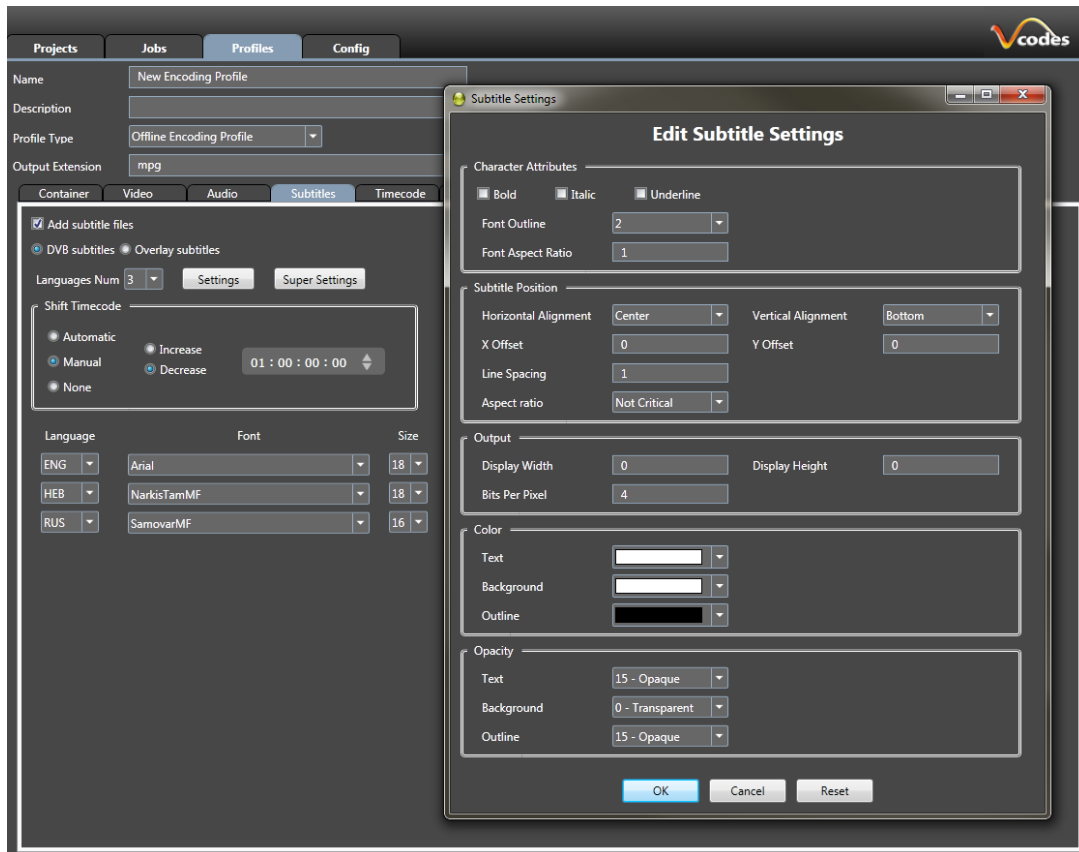 Vcodes
Projects Jobs Profiles Config
Name New Encoding Profile
Description
Profile Type Offline Encoding Profile
Output Extension mpg
Container Video Audio Subtitles Timecode
Add subtitle files
DVB subtitles Overlay subtitles
Languages Num 3 Settings Super Settings
Shift Timecode
Automatic
Manual
None
Increase
Decrease
01 : 00 : 00 : 00
Language Font Size
ENG Arial 18
HEB NarkisTamMF 18
RUS SamovarMF 16
Subtitle Settings
Edit Subtitle Settings
Character Attributes
Bold Italic Underline
Font Outline 2
Font Aspect Ratio 1
Subtitle Position
Horizontal Alignment Center Vertical Alignment Bottom
X Offset 0 Y Offset 0
Line Spacing 1
Aspect ratio Not Critical
Output
Display Width 0 Display Height 0
Bits Per Pixel 4
Color
Text
Background
Outline
Opacity
Text 15 - Opaque
Background 0 - Transparent
Outline 15 - Opaque
OK Cancel Reset